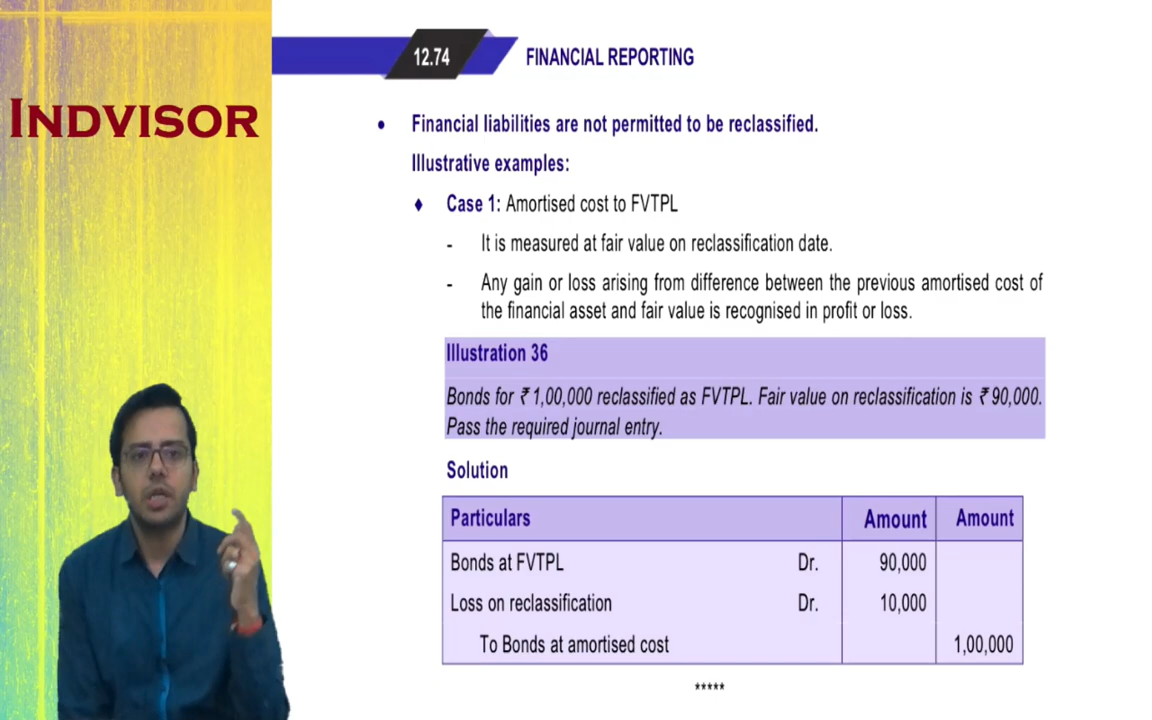 INDVISOR
12.74 FINANCIAL REPORTING
• Financial liabilities are not permitted to be reclassified.
Illustrative examples:
♦ Case 1: Amortised cost to FVTPL
- It is measured at fair value on reclassification date.
- Any gain or loss arising from difference between the previous amortised cost of
the financial asset and fair value is recognised in profit or loss.
Illustration 36
Bonds for ₹ 1,00,000 reclassified as FVTPL. Fair value on reclassification is ₹ 90,000.
Pass the required journal entry.
Solution
Particulars Amount Amount
Bonds at FVTPL Dr. 90,000
Loss on reclassification Dr. 10,000
To Bonds at amortised cost 1,00,000
*****